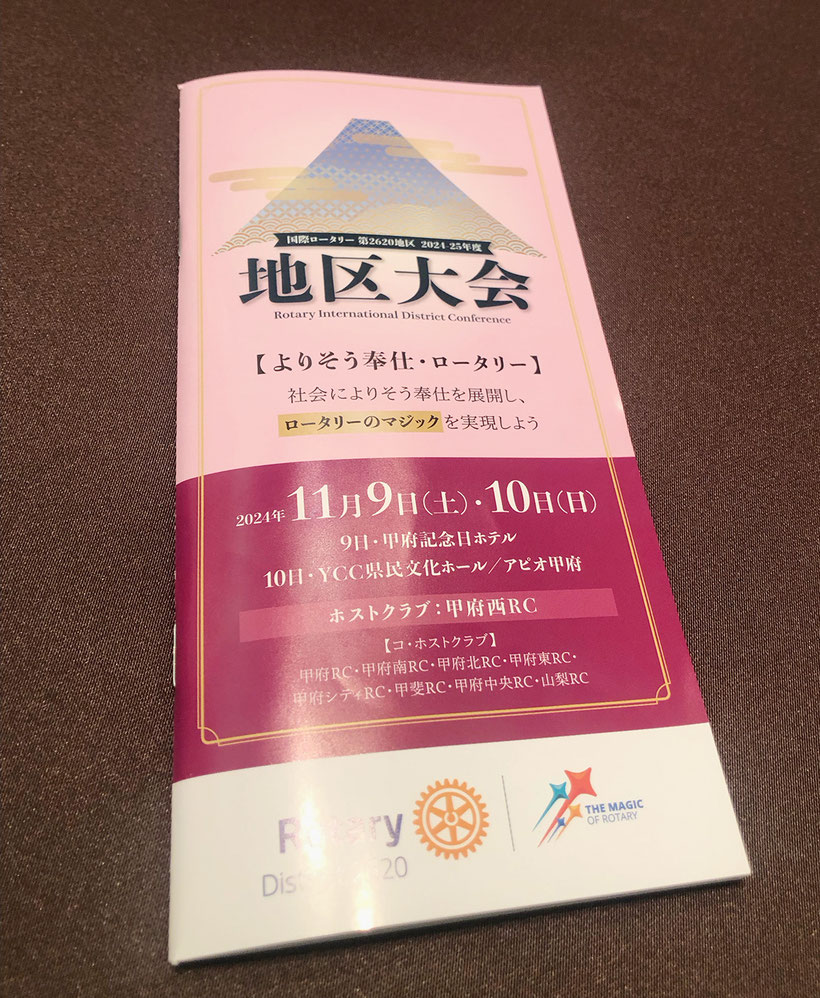 国際ロータリー 第2620地区 2024-25年度
地区大会
Rotary International District Conference
【よりそう奉仕・ロータリー】
社会によりそう奉仕を展開し、
ロータリーのマジックを実現しよう
2024年 11月9日(土)・10日(日)
9日・甲府記念日ホテル
10日・YCC県民文化ホール／アピオ甲府
ホストクラブ：甲府西RC
【コ・ホストクラブ】
甲府RC・甲府南RC・甲府北RC・甲府東RC・
甲府シティRC・甲斐RC・甲府中央RC・山梨RC
Rotary
District 2620
THE MAGIC
OF ROTARY